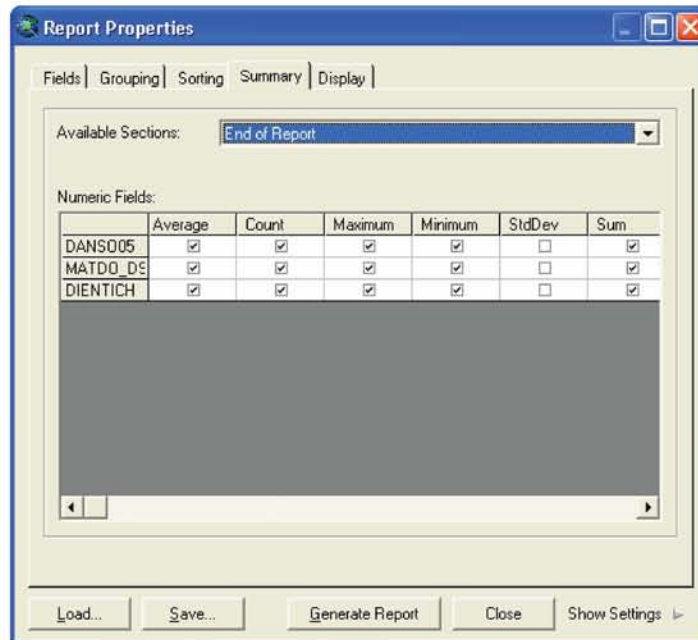 Report Properties
Fields Grouping Sorting Summary Display
Available Sections: End of Report
Numeric Fields:
Average Count Maximum Minimum StdDev Sum
DANSO05
MATDO_DS
DIENTICH
Load... Save... Generate Report Close Show Settings